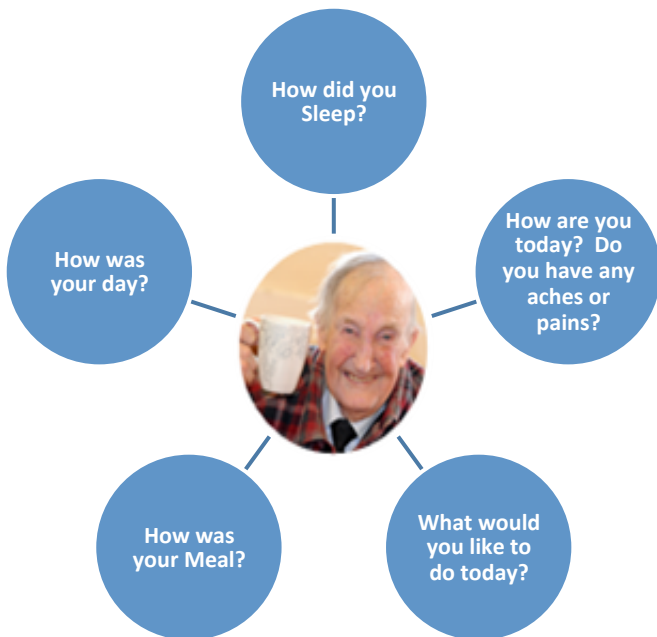 How did you
Sleep?
How are you
today?  Do
you have any
aches or
pains?
What would
you like to
do today?
How was
your Meal?
How was
your day?